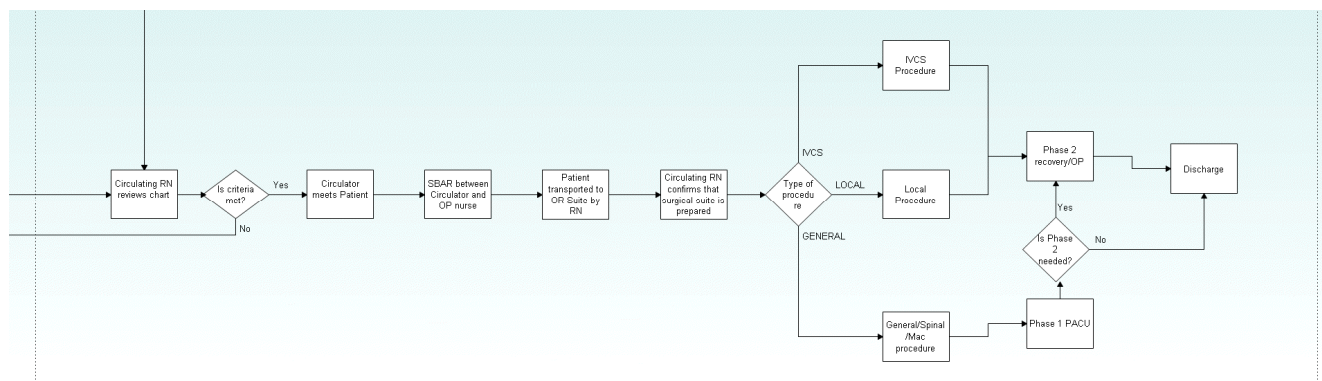 Circulating RN
reviews chart
Is criteria
met?
Yes
No
Circulator
meets Patient
SBAR between
Circulator and
OP nurse
Patient
transported to
OR Suite by
RN
Circulating RN
confirms that
surgical suite is
prepared
Type of
procedu
re
IVCS
LOCAL
GENERAL
IVCS
Procedure
Local
Procedure
General/Spinal
/Mac
procedure
Phase 1 PACU
Is Phase
2
needed?
Yes
No
Phase 2
recovery/OP
Discharge